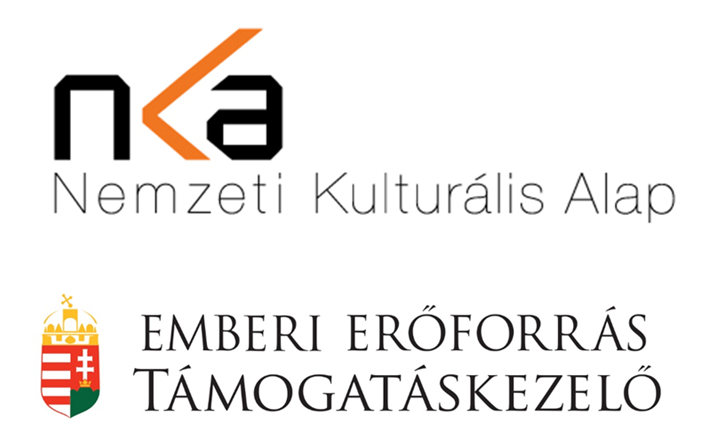 nka
Nemzeti Kulturális Alap
EMBERI ERŐFORRÁS
TÁMOGATÁSKEZELŐ